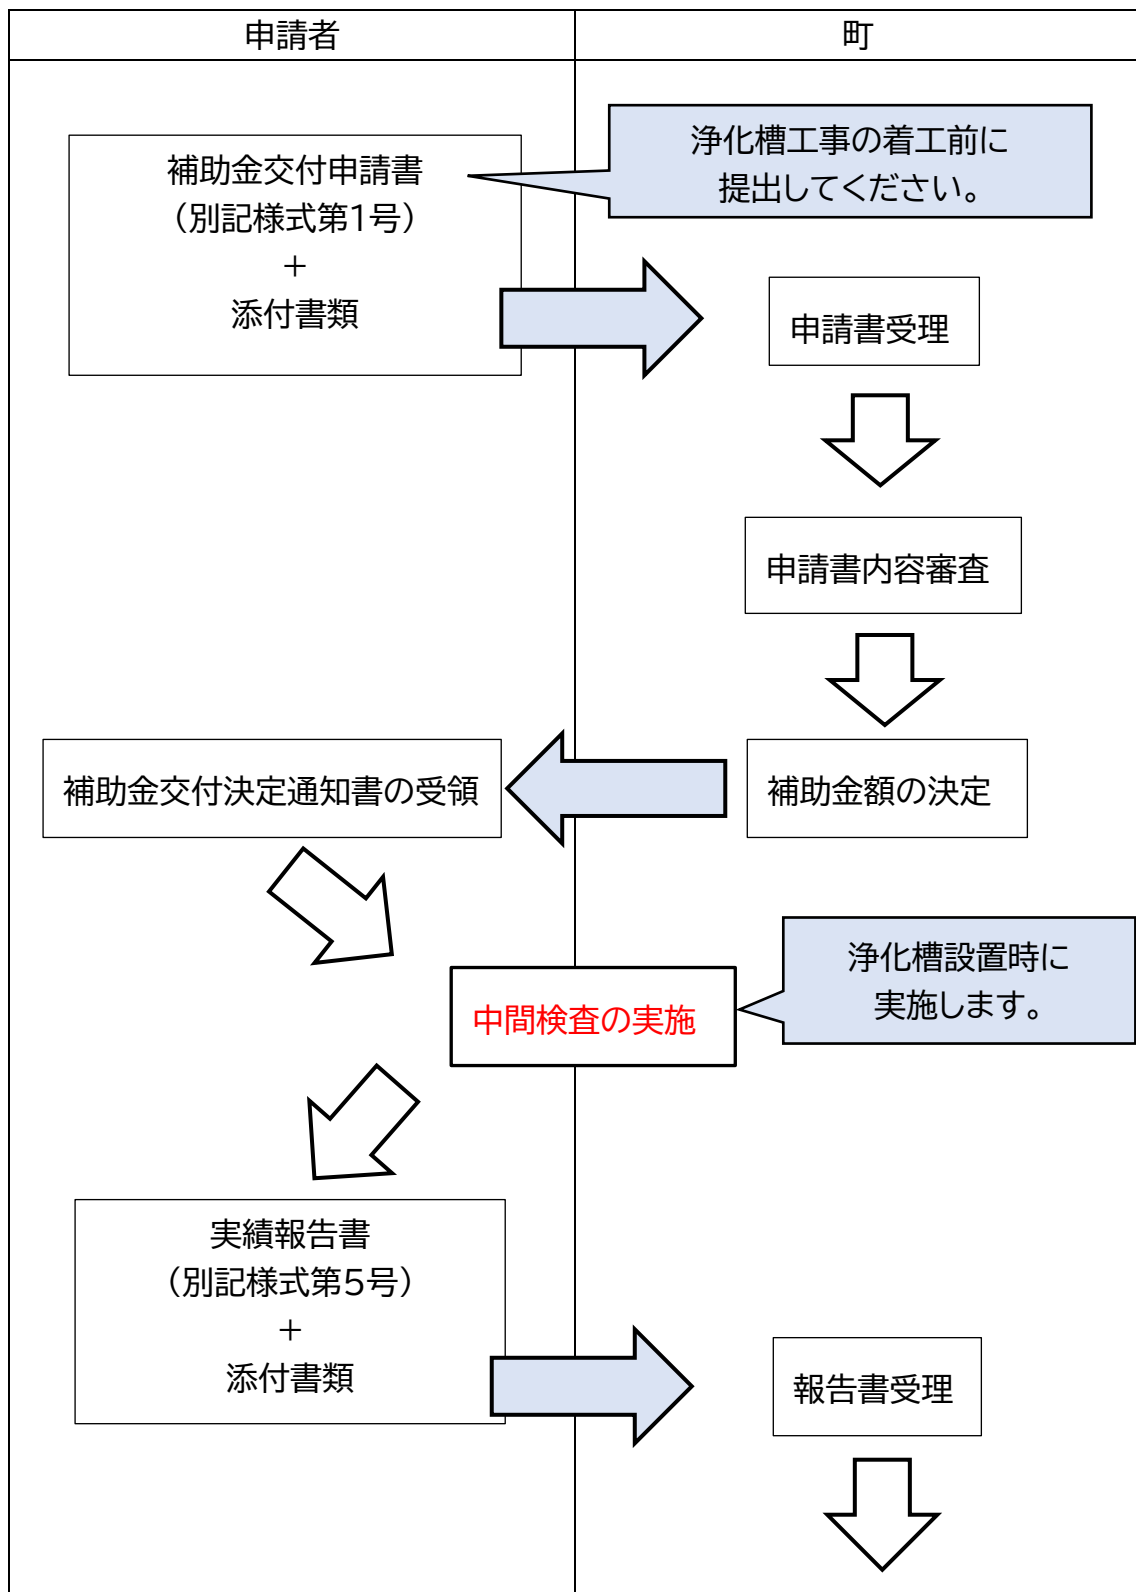 申請者
町
浄化槽工事の着工前に
提出してください。
補助金交付申請書
（別記様式第1号）
＋
添付書類
申請書受理
申請書内容審査
補助金額の決定
補助金交付決定通知書の受領
浄化槽設置時に
実施します。
中間検査の実施
実績報告書
（別記様式第5号）
＋
添付書類
報告書受理